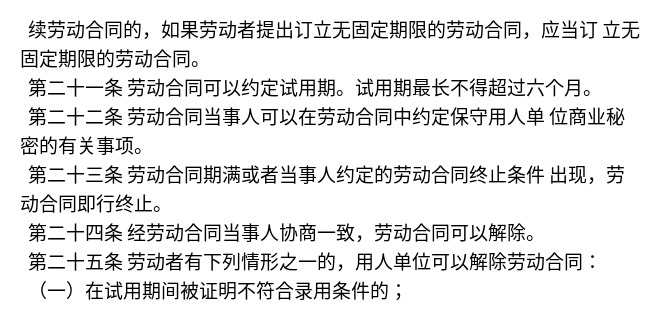 续劳动合同的，如果劳动者提出订立无固定期限的劳动合同，应当订 立无
固定期限的劳动合同。
第二十一条 劳动合同可以约定试用期。试用期最长不得超过六个月。
第二十二条 劳动合同当事人可以在劳动合同中约定保守用人单 位商业秘
密的有关事项。
第二十三条 劳动合同期满或者当事人约定的劳动合同终止条件 出现，劳
动合同即行终止。
第二十四条 经劳动合同当事人协商一致，劳动合同可以解除。
第二十五条 劳动者有下列情形之一的，用人单位可以解除劳动合同：
（一）在试用期间被证明不符合录用条件的；